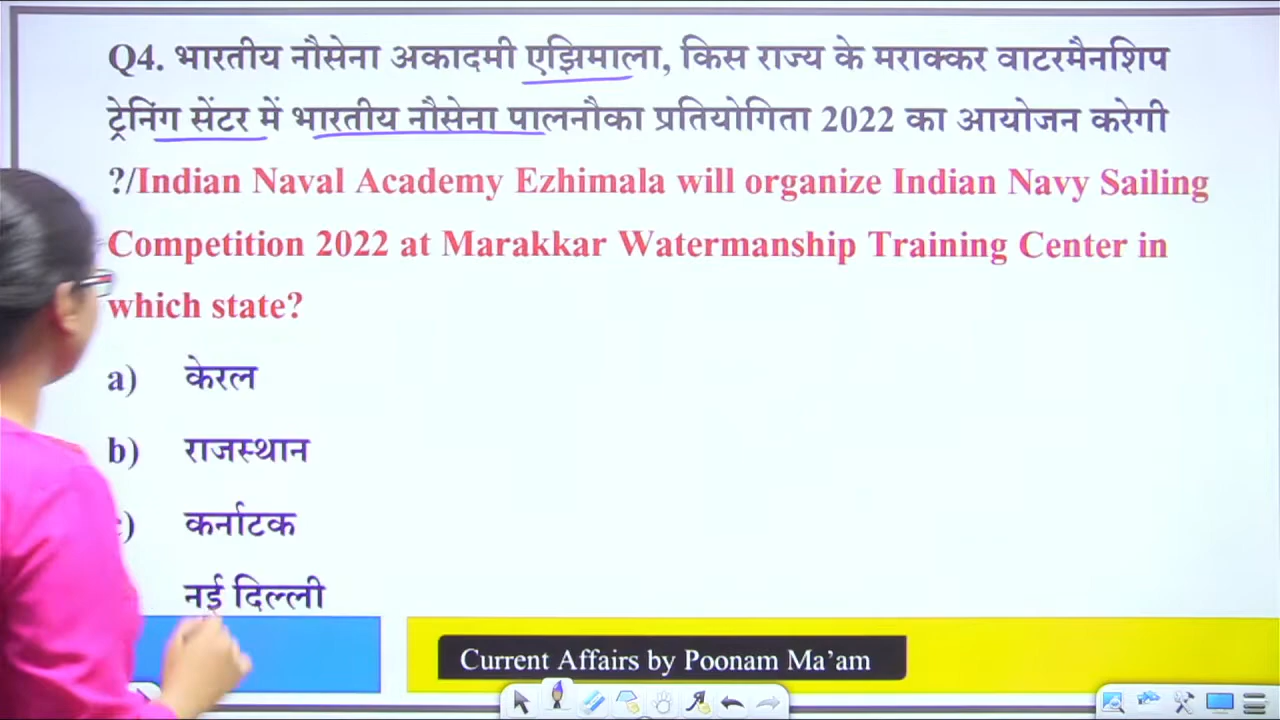 Q4. भारतीय नौसेना अकादमी एझिमाला, किस राज्य के मराक्कर वाटरमैनशिप
ट्रेनिंग सेंटर में भारतीय नौसेना पालनौका प्रतियोगिता 2022 का आयोजन करेगी
?/Indian Naval Academy Ezhimala will organize Indian Navy Sailing
Competition 2022 at Marakkar Watermanship Training Center in
which state?
a) केरल
b) राजस्थान
) कर्नाटक
नई दिल्ली
Current Affairs by Poonam Ma’am